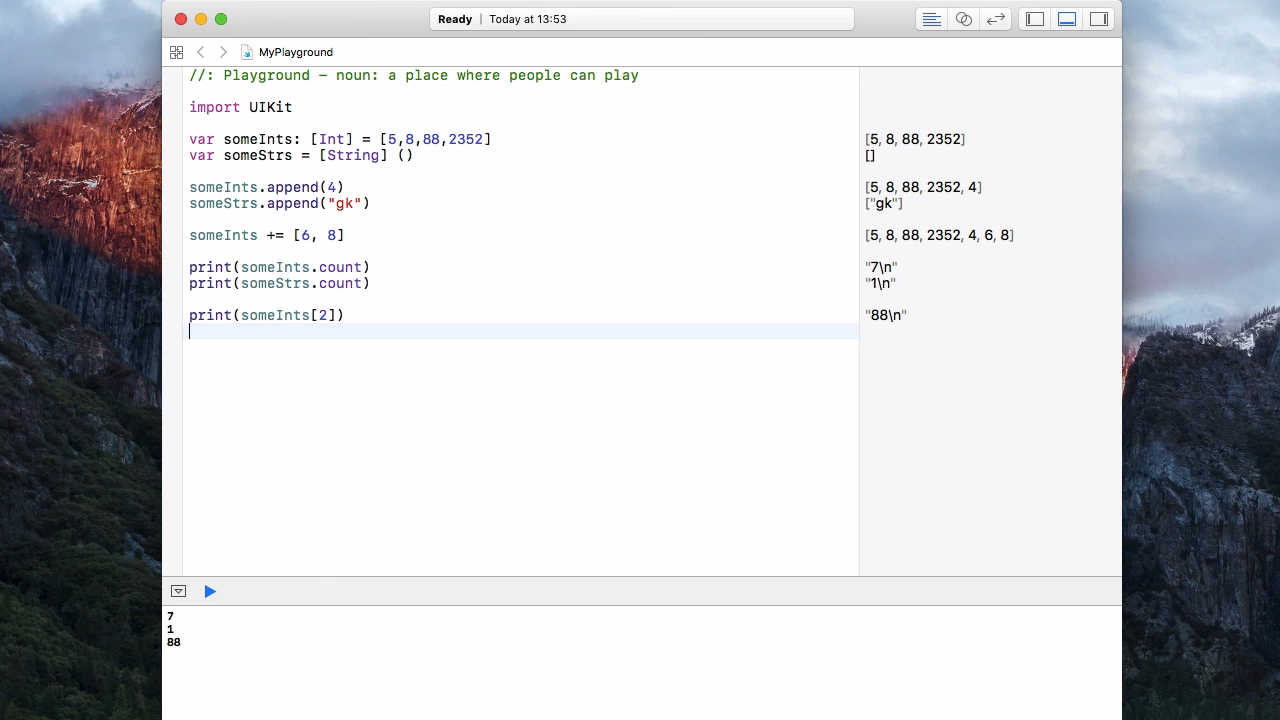 Ready | Today at 13:53
MyPlayground
//: Playground – noun: a place where people can play
import UIKit
var someInts: [Int] = [5,8,88,2352]
[5, 8, 88, 2352]
var someStrs = [String] ()
[]
someInts.append(4)
[5, 8, 88, 2352, 4]
someStrs.append("gk")
["gk"]
someInts += [6, 8]
[5, 8, 88, 2352, 4, 6, 8]
print(someInts.count)
"7\n"
print(someStrs.count)
"1\n"
print(someInts[2])
"88\n"
7
1
88